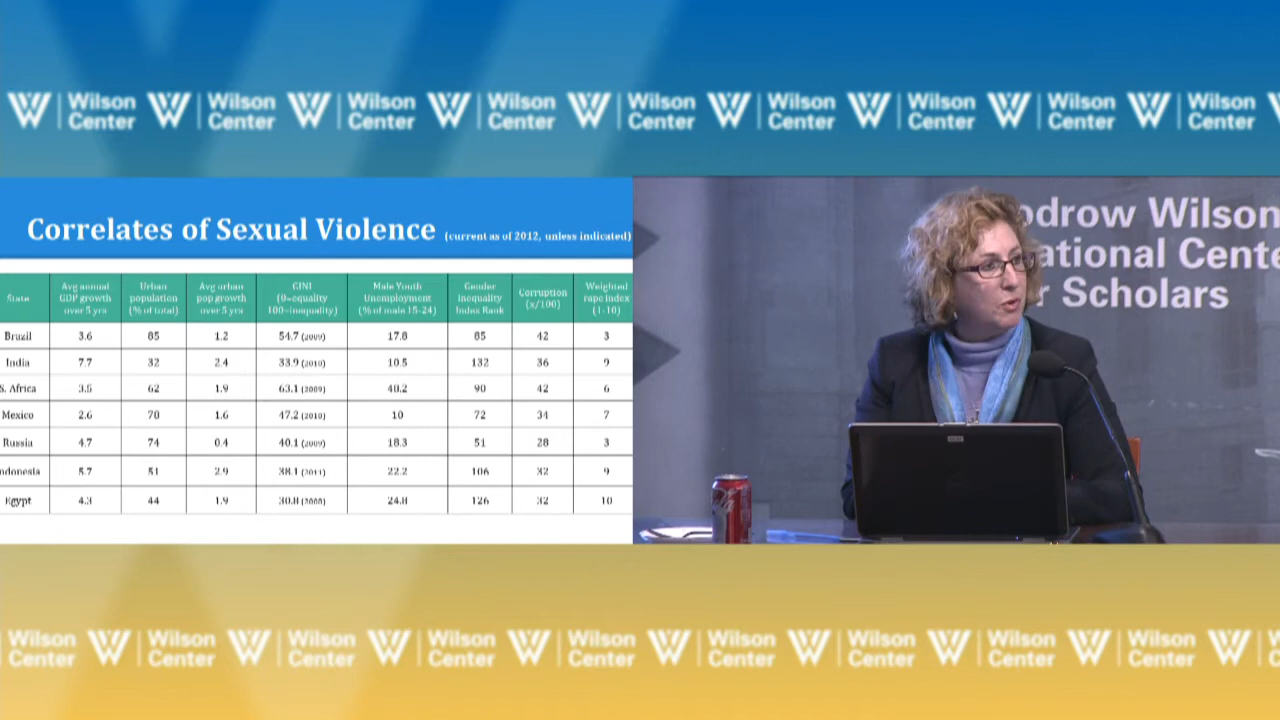 W Wilson Center W Wilson Center W Wilson Center W Wilson Center W Wilson Center W Wilson Center W Wilson Center W Wilson Center W Wilson Center
Correlates of Sexual Violence (current as of 2012, unless indicated)
State Avg annual GDP growth over 5 yrs Urban population (% of total) Avg urban pop growth over 5 yrs GINI (0=equality 100=inequality) Male Youth Unemployment (% of male 15-24) Gender Inequality Index Rank Corruption (x/100) Weighted rape index (1-10)
Brazil 3.6 85 1.2 54.7 (2009) 17.8 85 42 3
India 7.7 32 2.4 33.9 (2010) 10.5 132 36 9
S. Africa 3.5 62 1.9 63.1 (2009) 48.2 90 42 6
Mexico 2.6 78 1.6 47.2 (2010) 10 72 34 7
Russia 4.7 74 0.4 40.1 (2009) 18.3 51 28 3
ndonesia 5.7 51 2.9 38.1 (2011) 22.2 106 32 9
Egypt 4.3 44 1.9 30.8 (2008) 24.8 126 32 10
odrow Wilson
ational Cente
r Scholars
Wilson Center W Wilson Center W Wilson Center W Wilson Center W Wilson Center W Wilson Center W Wilson Center W Wilson Center W Wilson Center W